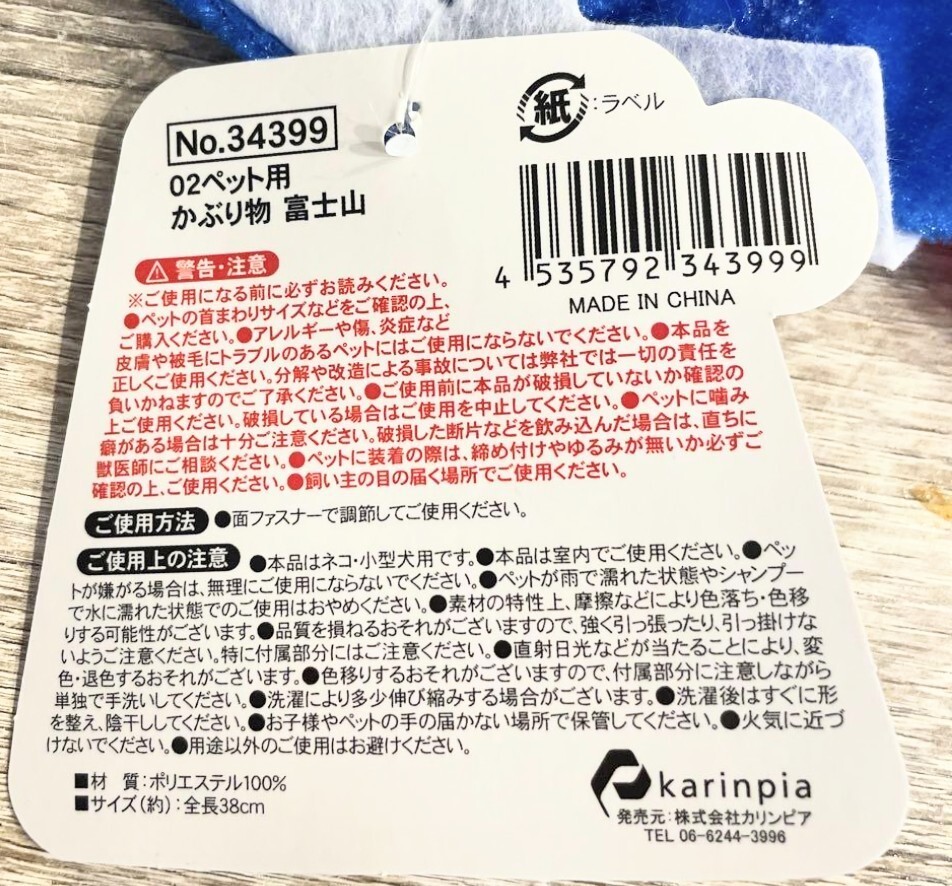 No.34399
02ペット用
かぶり物 富士山
紙:ラベル
4 535792 343999
MADE IN CHINA
警告・注意
※ご使用になる前に必ずお読みください。
●ペットの首まわりサイズなどをご確認の上、
ご購入ください。●アレルギーや傷、炎症など
皮膚や被毛にトラブルのあるペットにはご使用にならないでください。●本品を
正しくご使用ください。分解や改造による事故については弊社では一切の責任を
負いかねますのでご了承ください。●ご使用前に本品が破損していないか確認の
上ご使用ください。破損している場合はご使用を中止してください。●ペットに噛み
癖がある場合は十分ご注意ください。破損した断片などを飲み込んだ場合は、直ちに
獣医師にご相談ください。●ペットに装着の際は、締め付けやゆるみが無いか必ずご
確認の上、ご使用ください。●飼い主の目の届く場所でご使用ください。
ご使用方法 ●面ファスナーで調節してご使用ください。
ご使用上の注意 ●本品はネコ・小型犬用です。●本品は室内でご使用ください。●ペッ
トが嫌がる場合は、無理にご使用にならないでください。●ペットが雨で濡れた状態やシャンプー
で水に濡れた状態でのご使用はおやめください。●素材の特性上、摩擦などにより色落ち・色移
りする可能性がございます。●品質を損ねるおそれがございますので、強く引っ張ったり、引っ掛けな
いようご注意ください。特に付属部分にはご注意ください。●直射日光などが当たることにより、変
色・退色するおそれがございます。●色移りするおそれがございますので、付属部分に注意しながら
単独で手洗いしてください。●洗濯により多少伸び縮みする場合がございます。●洗濯後はすぐに形
を整え、陰干ししてください。●お子様やペットの手の届かない場所で保管してください。●火気に近づ
けないでください。●用途以外のご使用はお避けください。
■材 質:ポリエステル100%
■サイズ(約):全長38cm
karinpia
発売元:株式会社カリンピア
TEL 06-6244-3996